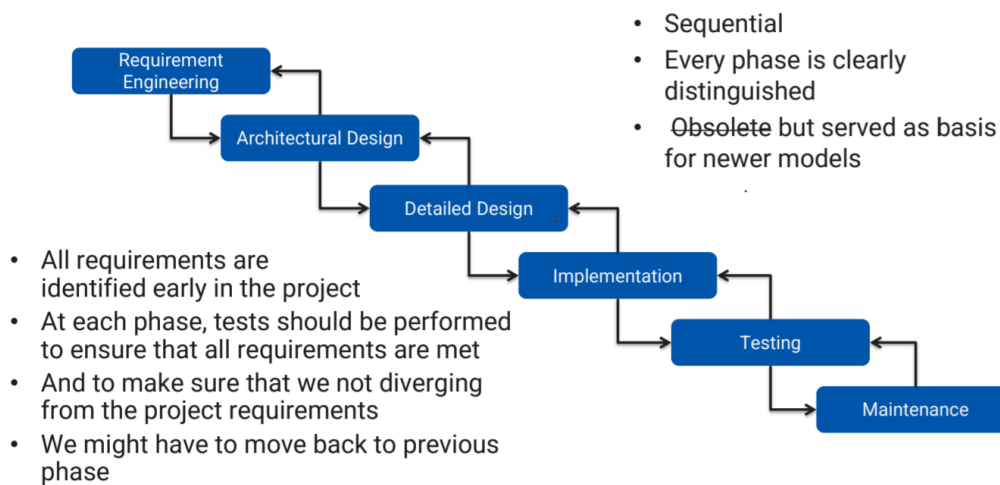 • Sequential
• Every phase is clearly
distinguished
• Obsolete but served as basis
for newer models
Requirement
Engineering
Architectural Design
Detailed Design
Implementation
Testing
Maintenance
• All requirements are
identified early in the project
• At each phase, tests should be performed
to ensure that all requirements are met
• And to make sure that we not diverging
from the project requirements
• We might have to move back to previous
phase